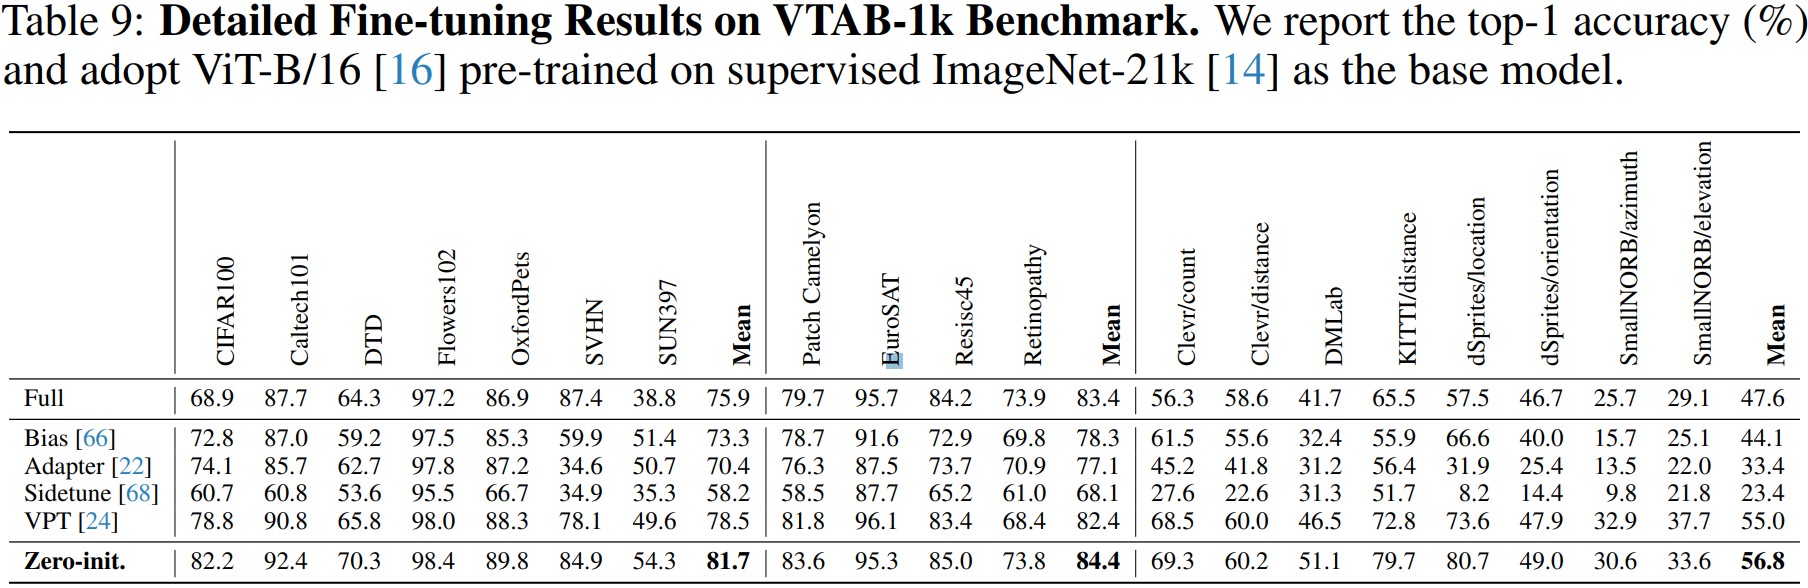 Table 9: Detailed Fine-tuning Results on VTAB-1k Benchmark. We report the top-1 accuracy (%)
and adopt ViT-B/16 [16] pre-trained on supervised ImageNet-21k [14] as the base model.
CIFAR100 Caltech101 DTD Flowers102 OxfordPets SVHN SUN397 Mean Patch Camelyon EuroSAT Resisc45 Retinopathy Mean Clevr/count Clevr/distance DMLab KITTI/distance dSprites/location dSprites/orientation SmallNORB/azimuth SmallNORB/elevation Mean
Full 68.9 87.7 64.3 97.2 86.9 87.4 38.8 75.9 79.7 95.7 84.2 73.9 83.4 56.3 58.6 41.7 65.5 57.5 46.7 25.7 29.1 47.6
Bias [66] 72.8 87.0 59.2 97.5 85.3 59.9 51.4 73.3 78.7 91.6 72.9 69.8 78.3 61.5 55.6 32.4 55.9 66.6 40.0 15.7 25.1 44.1
Adapter [22] 74.1 85.7 62.7 97.8 87.2 34.6 50.7 70.4 76.3 87.5 73.7 70.9 77.1 45.2 41.8 31.2 56.4 31.9 25.4 13.5 22.0 33.4
Sidetune [68] 60.7 60.8 53.6 95.5 66.7 34.9 35.3 58.2 58.5 87.7 65.2 61.0 68.1 27.6 22.6 31.3 51.7 8.2 14.4 9.8 21.8 23.4
VPT [24] 78.8 90.8 65.8 98.0 88.3 78.1 49.6 78.5 81.8 96.1 83.4 68.4 82.4 68.5 60.0 46.5 72.8 73.6 47.9 32.9 37.7 55.0
Zero-init. 82.2 92.4 70.3 98.4 89.8 84.9 54.3 81.7 83.6 95.3 85.0 73.8 84.4 69.3 60.2 51.1 79.7 80.7 49.0 30.6 33.6 56.8